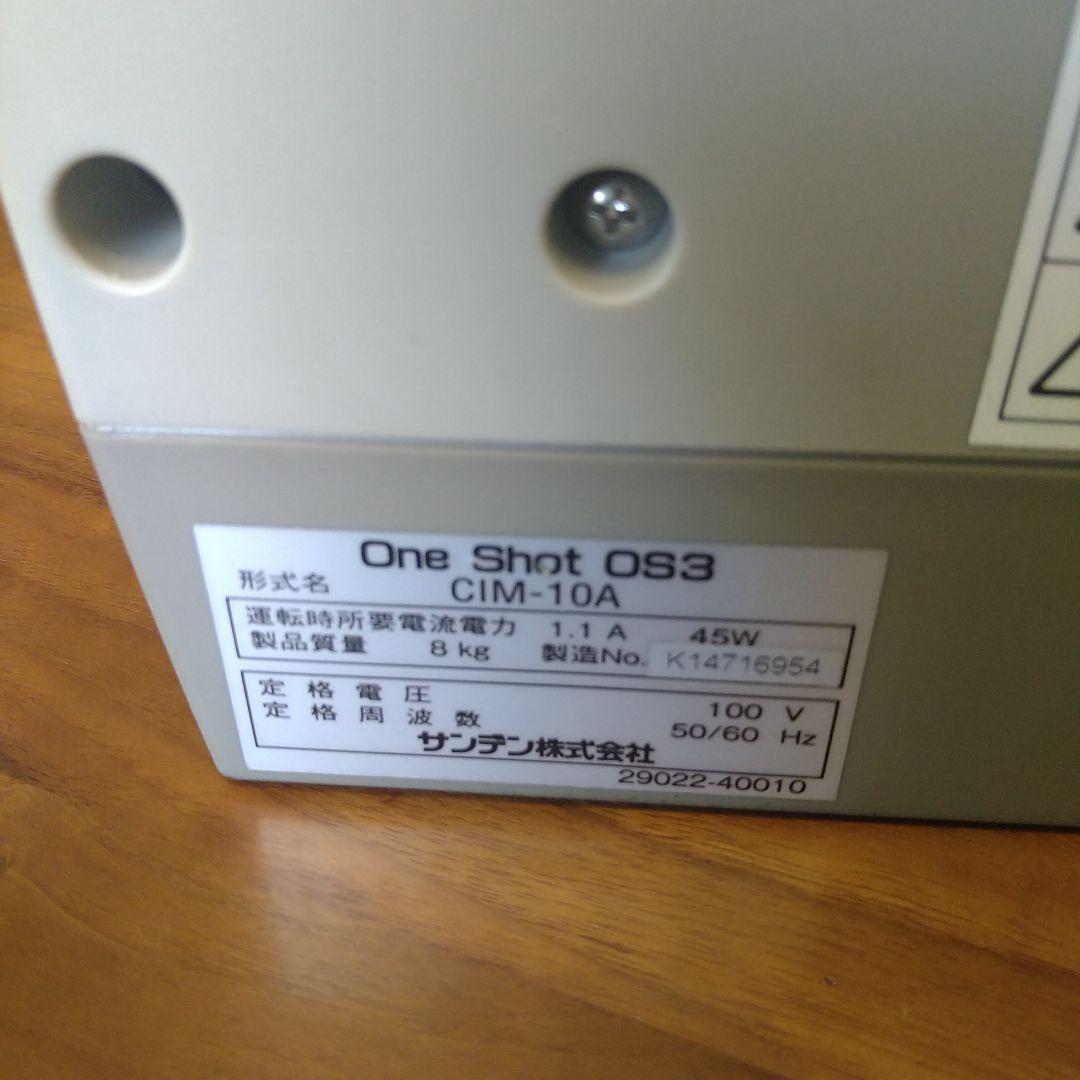 One Shot OS3
形式名 CIM-10A
運転時所要電流電力 1.1 A 45W
製品質量 8 kg 製造No. K14716954
定格電圧 100 V
定格周波数 50/60 Hz
サンデン株式会社
29022-40010